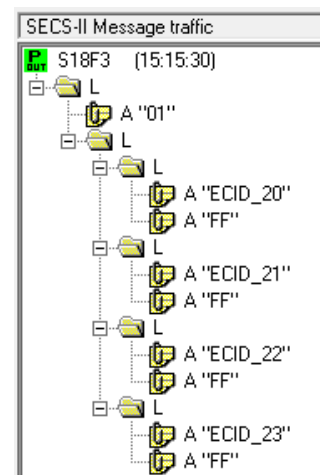 SECS-II Message traffic
P OUT S18F3 (15:15:30)
L
A "01"
L
L
A "ECID_20"
A "FF"
L
A "ECID_21"
A "FF"
L
A "ECID_22"
A "FF"
L
A "ECID_23"
A "FF"